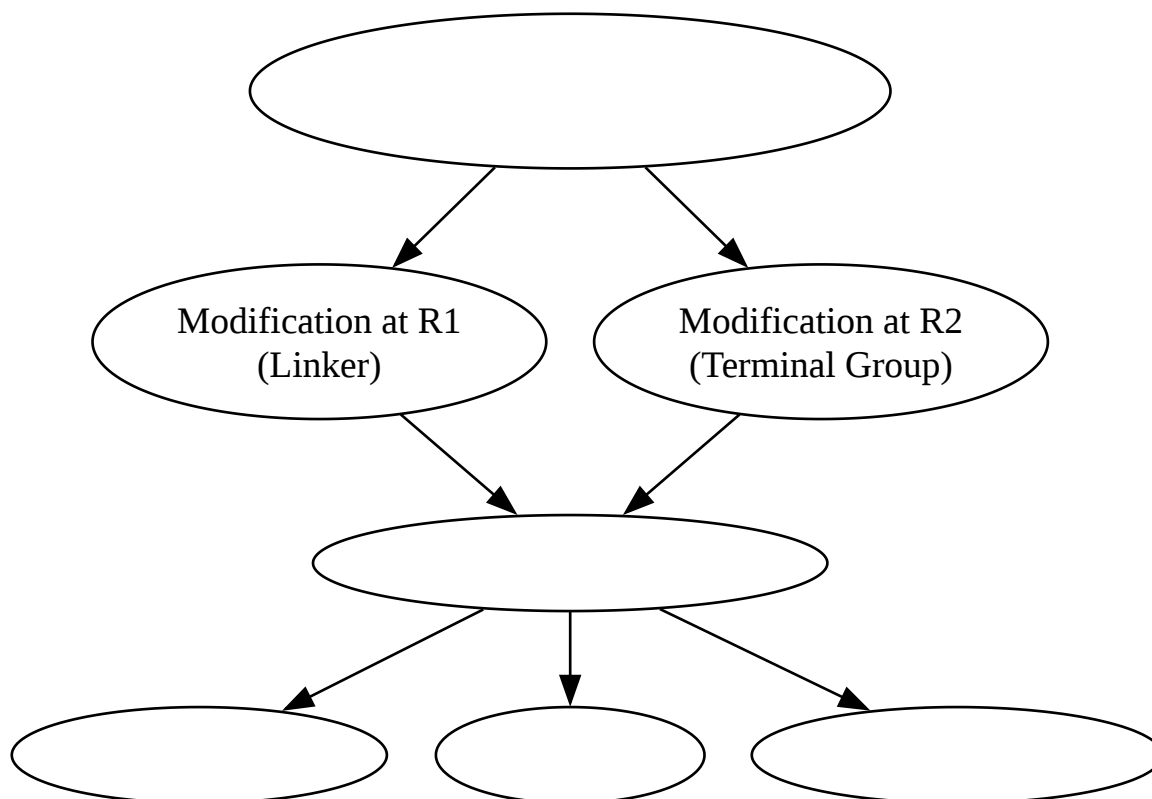 Modification at R1
(Linker)
Modification at R2
(Terminal Group)